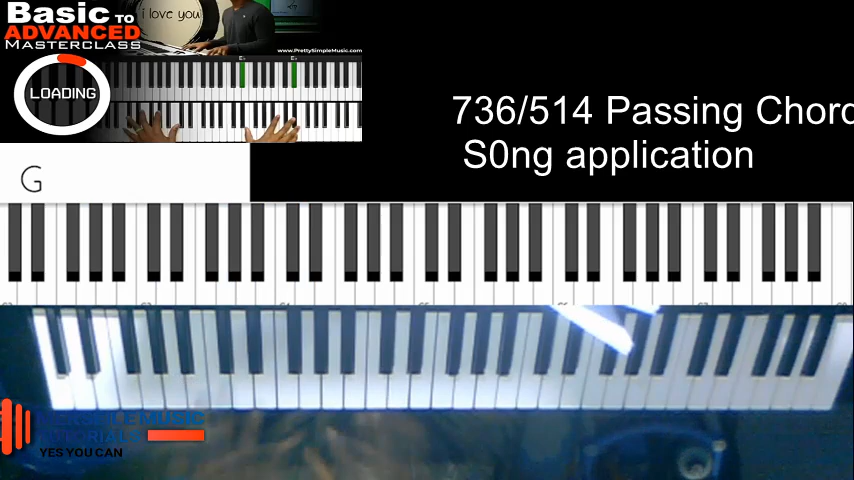 Basic TO
ADVANCED
MASTERCLASS
i love you
www.PrettySimpleMusic.com
LOADING
736/514 Passing Chord
S0ng application
G
MUSIC
YES YOU CAN